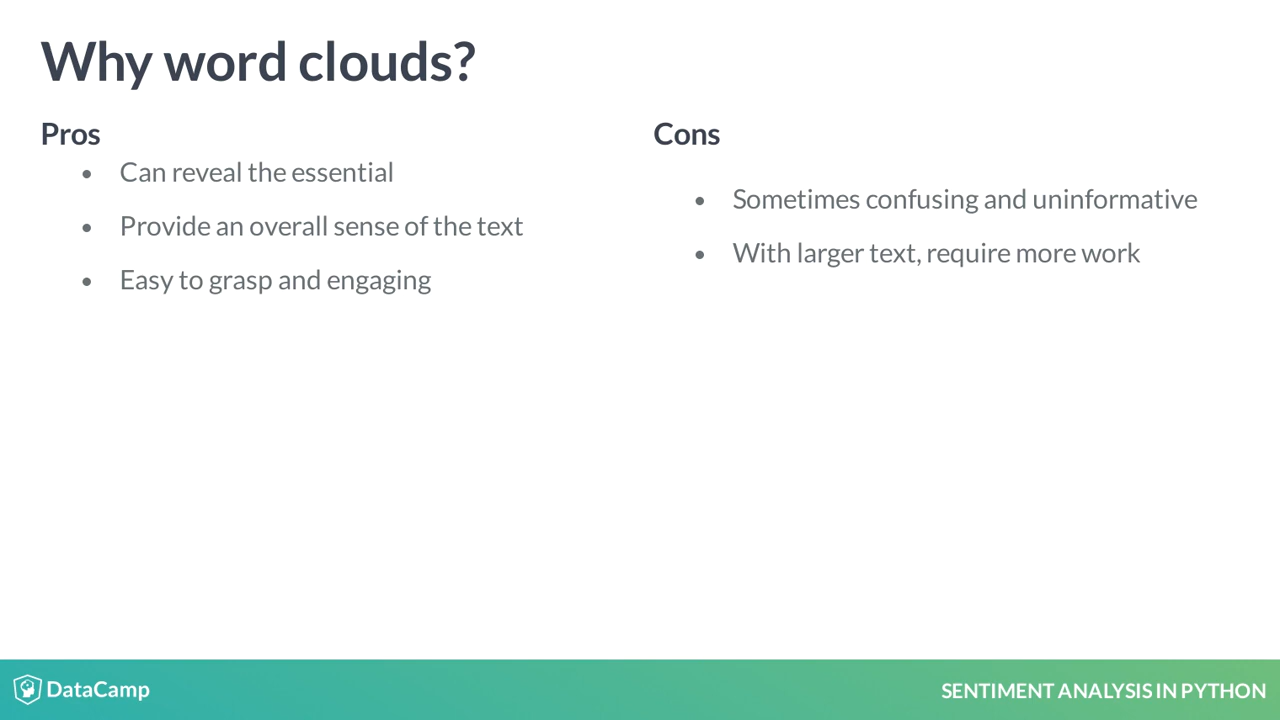 Why word clouds?
Pros
• Can reveal the essential
• Provide an overall sense of the text
• Easy to grasp and engaging
Cons
• Sometimes confusing and uninformative
• With larger text, require more work
DataCamp
SENTIMENT ANALYSIS IN PYTHON